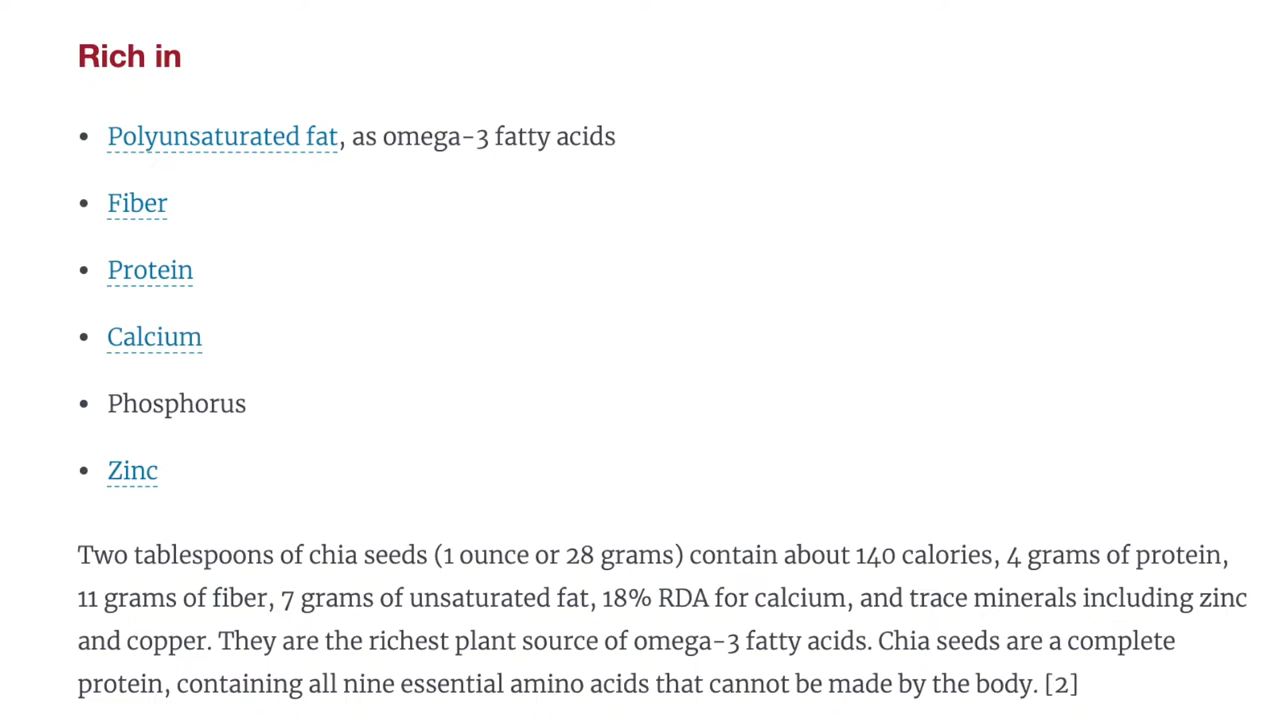 Rich in
• Polyunsaturated fat, as omega-3 fatty acids
• Fiber
• Protein
• Calcium
• Phosphorus
• Zinc
Two tablespoons of chia seeds (1 ounce or 28 grams) contain about 140 calories, 4 grams of protein,
11 grams of fiber, 7 grams of unsaturated fat, 18% RDA for calcium, and trace minerals including zinc
and copper. They are the richest plant source of omega-3 fatty acids. Chia seeds are a complete
protein, containing all nine essential amino acids that cannot be made by the body. [2]